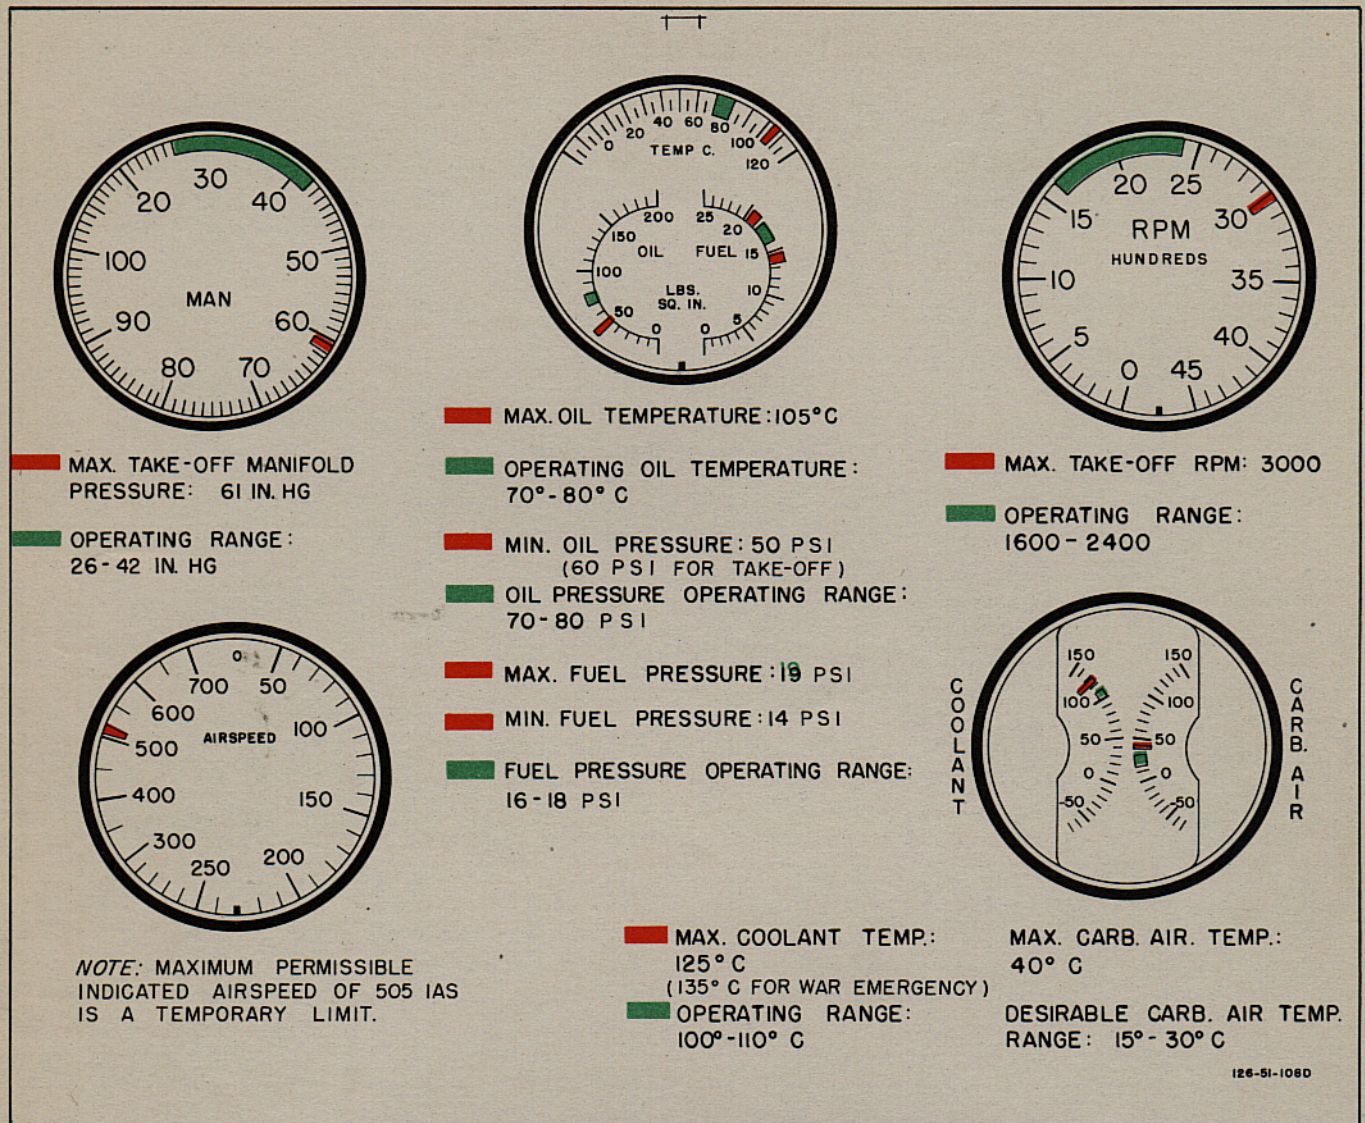 20
30
40
50
60
70
80
90
100
MAN
MAX. TAKE-OFF MANIFOLD
PRESSURE: 61 IN. HG
OPERATING RANGE:
26-42 IN. HG
0 20 40 60 80 100 120
TEMP C.
200
150
100
50
0
OIL
25
20
15
10
5
0
FUEL
LBS.
SQ. IN.
MAX. OIL TEMPERATURE: 105° C
OPERATING OIL TEMPERATURE:
70°-80° C
MIN. OIL PRESSURE: 50 PSI
(60 PSI FOR TAKE-OFF)
OIL PRESSURE OPERATING RANGE:
70-80 PSI
MAX. FUEL PRESSURE: 19 PSI
MIN. FUEL PRESSURE: 14 PSI
FUEL PRESSURE OPERATING RANGE:
16-18 PSI
0
5
10
15
20
25
30
35
40
45
RPM
HUNDREDS
MAX. TAKE-OFF RPM: 3000
OPERATING RANGE:
1600-2400
0
50
100
150
200
250
300
400
500
600
700
AIRSPEED
NOTE: MAXIMUM PERMISSIBLE
INDICATED AIRSPEED OF 505 IAS
IS A TEMPORARY LIMIT.
COOLANT
150
100
50
0
-50
150
100
50
0
-50
CARB. AIR
MAX. COOLANT TEMP.:
125° C
(135° C FOR WAR EMERGENCY)
OPERATING RANGE:
100°-110° C
MAX. CARB. AIR. TEMP.:
40° C
DESIRABLE CARB. AIR TEMP.
RANGE: 15°-30° C
126-51-108D